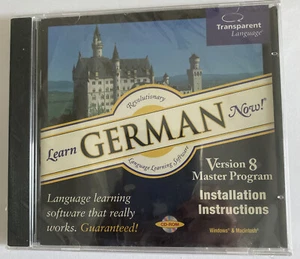 Transparent
Language®
Revolutionary
Learn GERMAN Now!
Language Learning Software
Version 8
Master Program
Language learning
software that really
works. Guaranteed!
Installation
Instructions
CD-ROM
Windows® & Macintosh®